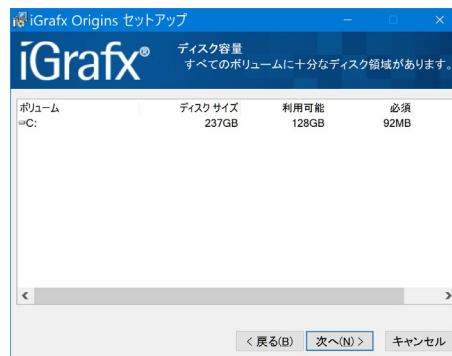 iGrafx Origins セットアップ
iGrafx®
ディスク容量
すべてのボリュームに十分なディスク領域があります。
ボリューム ディスク サイズ 利用可能 必須
C: 237GB 128GB 92MB
< 戻る(B) 次へ(N) > キャンセル